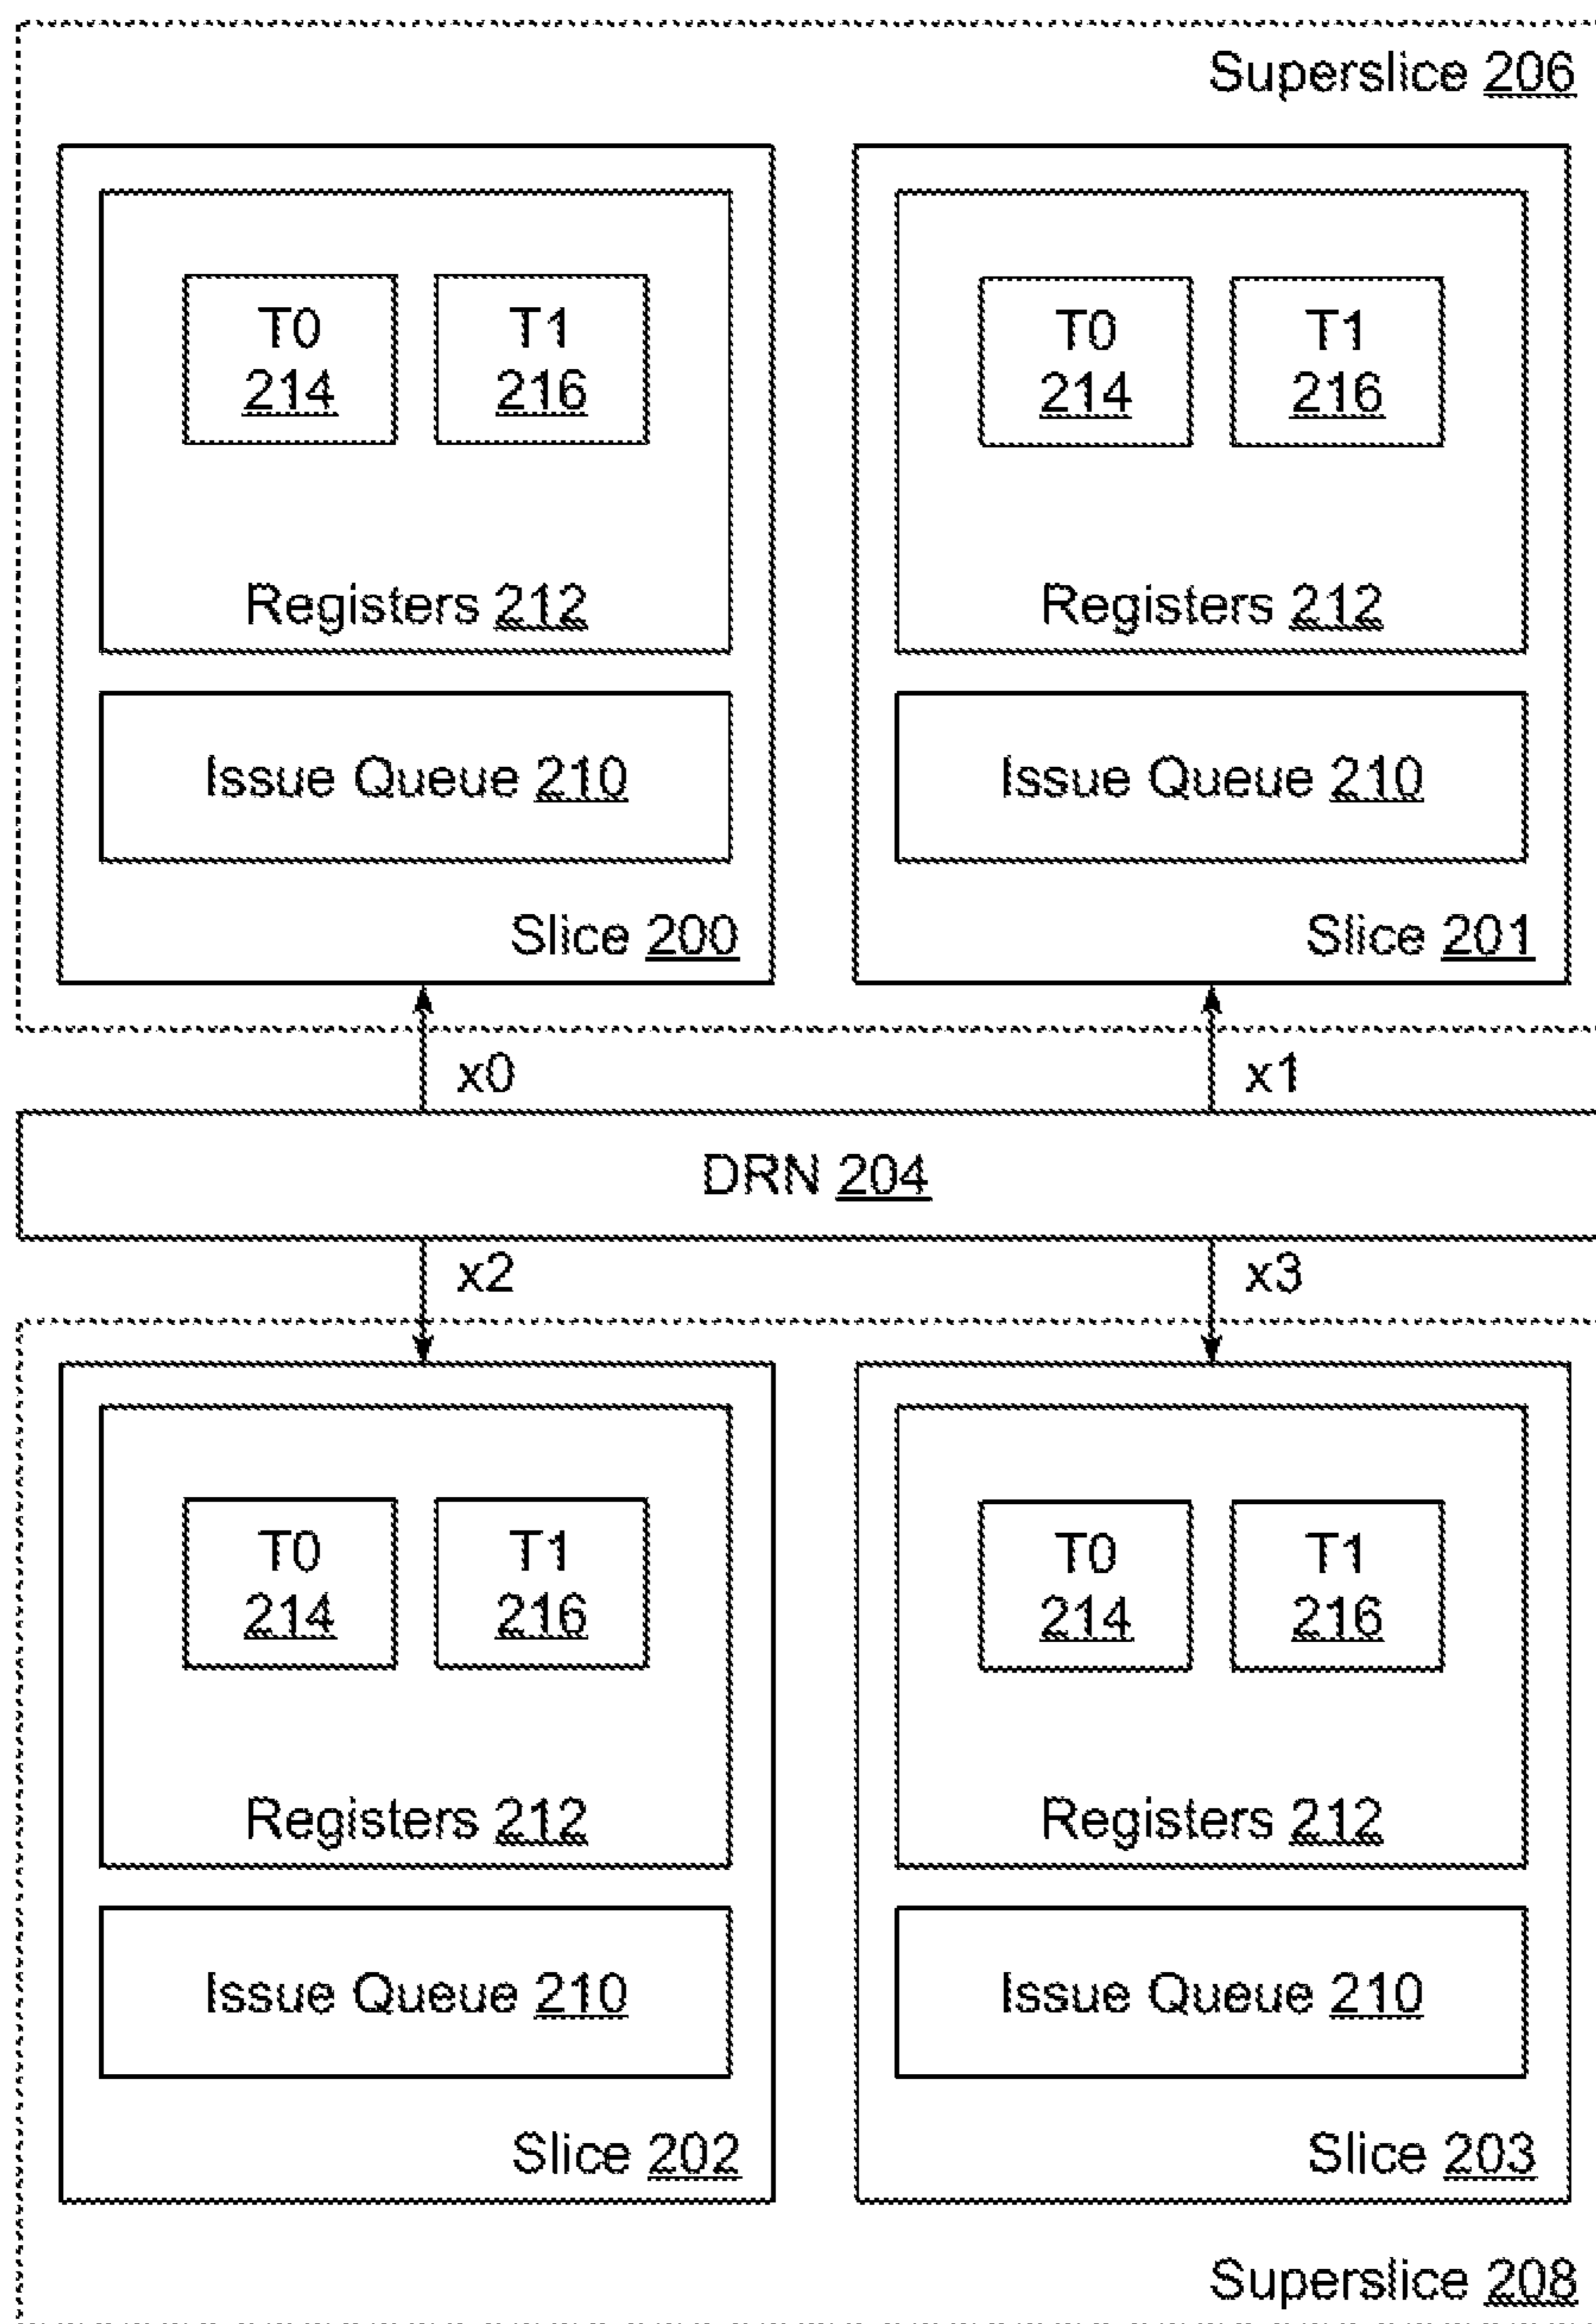 Superslice 206
T0
214
T1
216
Registers 212
Issue Queue 210
Slice 200
T0
214
T1
216
Registers 212
Issue Queue 210
Slice 201
x0
x1
DRN 204
x2
x3
T0
214
T1
216
Registers 212
Issue Queue 210
Slice 202
T0
214
T1
216
Registers 212
Issue Queue 210
Slice 203
Superslice 208